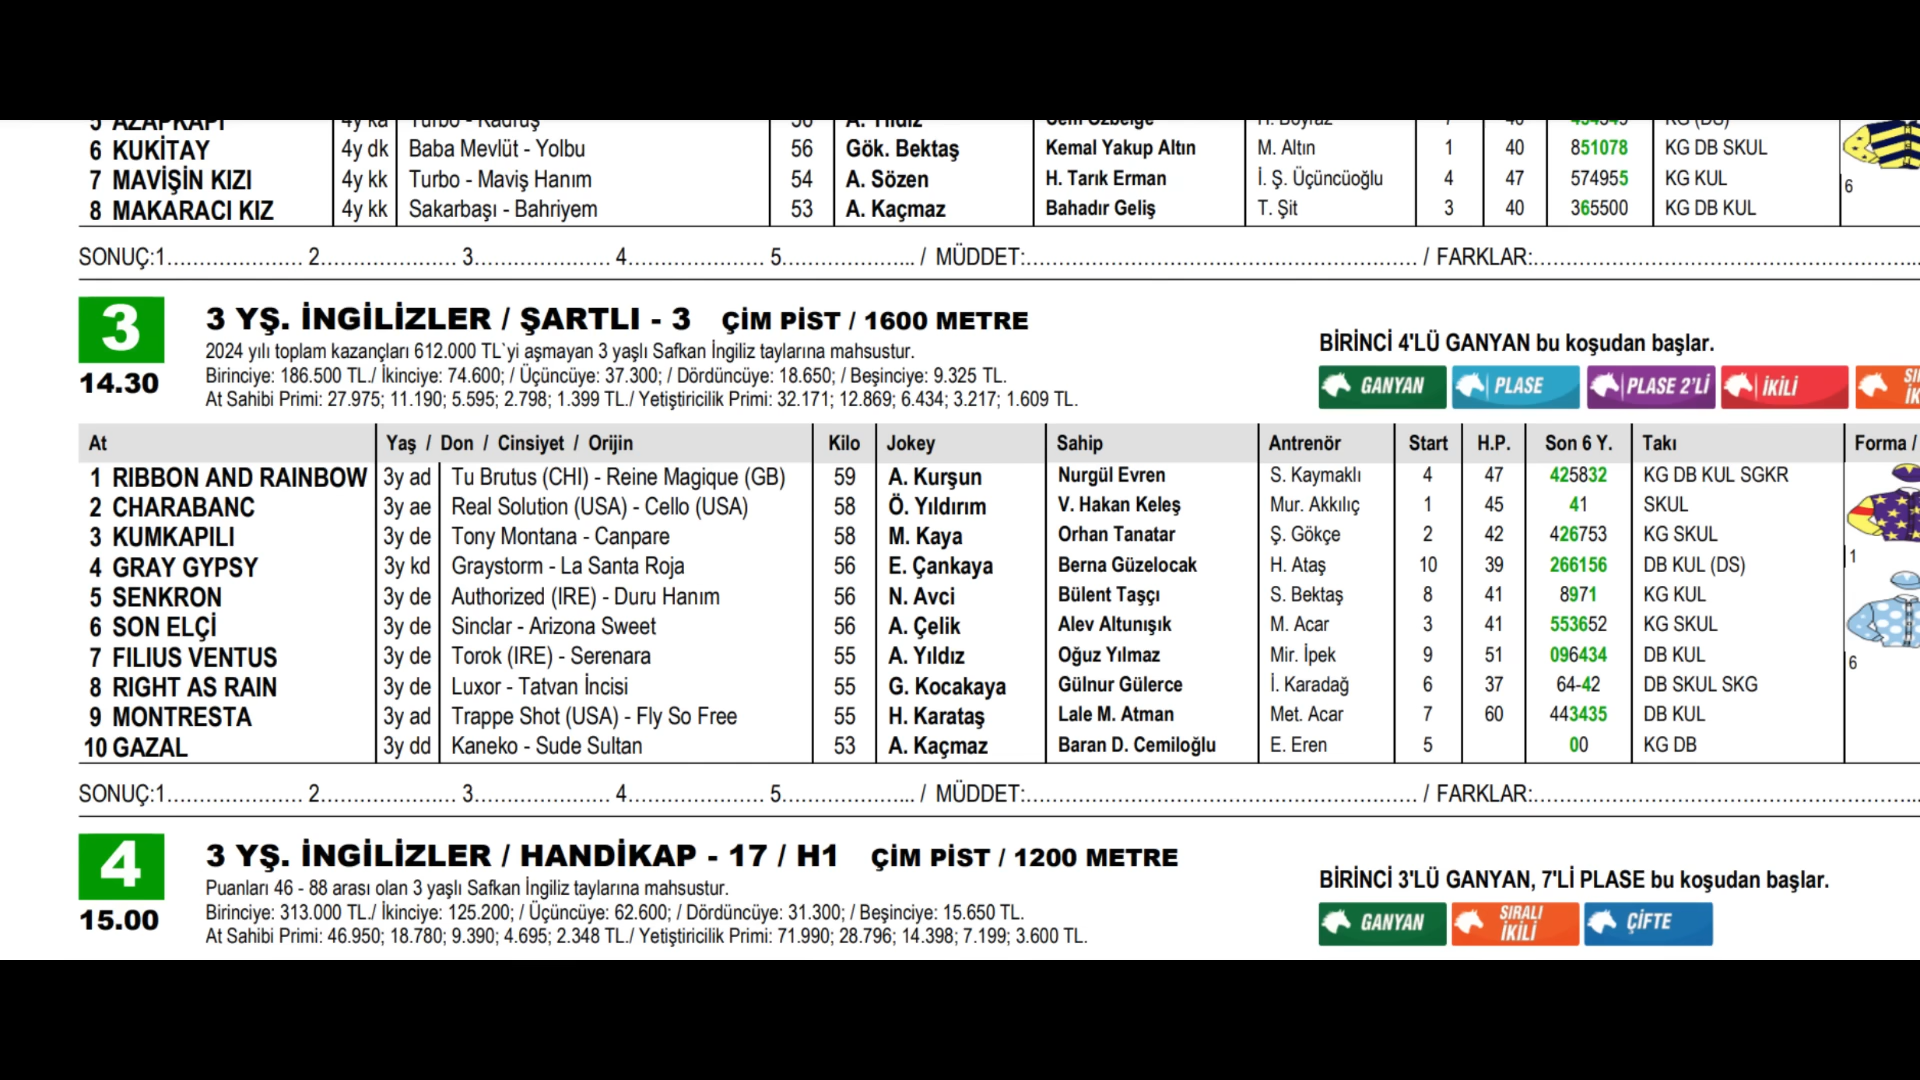 5 AZAPKAPI 4y ka Turbo - Kadruş 56 A. Yıldız Cem Özbelge H. Boyraz 7 40 KG (DS)
6 KUKİTAY 4y dk Baba Mevlüt - Yolbu 56 Gök. Bektaş Kemal Yakup Altın M. Altın 1 40 851078 KG DB SKUL
7 MAVİŞİN KIZI 4y kk Turbo - Maviş Hanım 54 A. Sözen H. Tarık Erman İ. Ş. Üçüncüoğlu 4 47 574955 KG KUL 6
8 MAKARACI KIZ 4y kk Sakarbaşı - Bahriyem 53 A. Kaçmaz Bahadır Geliş T. Şit 3 40 365500 KG DB KUL
SONUÇ:1..................... 2...................... 3...................... 4...................... 5..................... / MÜDDET:............................................................... / FARKLAR:...............................................................
3 3 YŞ. İNGİLİZLER / ŞARTLI - 3 ÇİM PİST / 1600 METRE
2024 yılı toplam kazançları 612.000 TL`yi aşmayan 3 yaşlı Safkan İngiliz taylarına mahsustur. BİRİNCİ 4'LÜ GANYAN bu koşudan başlar.
14.30 Birinciye: 186.500 TL./ İkinciye: 74.600; / Üçüncüye: 37.300; / Dördüncüye: 18.650; / Beşinciye: 9.325 TL. GANYAN PLASE PLASE 2'Lİ İKİLİ
At Sahibi Primi: 27.975; 11.190; 5.595; 2.798; 1.399 TL./ Yetiştiricilik Primi: 32.171; 12.869; 6.434; 3.217; 1.609 TL.
At Yaş / Don / Cinsiyet / Orijin Kilo Jokey Sahip Antrenör Start H.P. Son 6 Y. Takı Forma /
1 RIBBON AND RAINBOW 3y ad Tu Brutus (CHI) - Reine Magique (GB) 59 A. Kurşun Nurgül Evren S. Kaymaklı 4 47 425832 KG DB KUL SGKR
2 CHARABANC 3y ae Real Solution (USA) - Cello (USA) 58 Ö. Yıldırım V. Hakan Keleş Mur. Akkılıç 1 45 41 SKUL
3 KUMKAPILI 3y de Tony Montana - Canpare 58 M. Kaya Orhan Tanatar Ş. Gökçe 2 42 426753 KG SKUL 1
4 GRAY GYPSY 3y kd Graystorm - La Santa Roja 56 E. Çankaya Berna Güzelocak H. Ataş 10 39 266156 DB KUL (DS)
5 SENKRON 3y de Authorized (IRE) - Duru Hanım 56 N. Avci Bülent Taşçı S. Bektaş 8 41 8971 KG KUL
6 SON ELÇİ 3y de Sinclar - Arizona Sweet 56 A. Çelik Alev Altunışık M. Acar 3 41 553652 KG SKUL
7 FILIUS VENTUS 3y de Torok (IRE) - Serenara 55 A. Yıldız Oğuz Yılmaz Mir. İpek 9 51 096434 DB KUL 6
8 RIGHT AS RAIN 3y de Luxor - Tatvan İncisi 55 G. Kocakaya Gülnur Gülerce İ. Karadağ 6 37 64-42 DB SKUL SKG
9 MONTRESTA 3y ad Trappe Shot (USA) - Fly So Free 55 H. Karataş Lale M. Atman Met. Acar 7 60 443435 DB KUL
10 GAZAL 3y dd Kaneko - Sude Sultan 53 A. Kaçmaz Baran D. Cemiloğlu E. Eren 5 00 KG DB
SONUÇ:1..................... 2...................... 3...................... 4...................... 5..................... / MÜDDET:............................................................... / FARKLAR:...............................................................
4 3 YŞ. İNGİLİZLER / HANDİKAP - 17 / H1 ÇİM PİST / 1200 METRE
Puanları 46 - 88 arası olan 3 yaşlı Safkan İngiliz taylarına mahsustur. BİRİNCİ 3'LÜ GANYAN, 7'Lİ PLASE bu koşudan başlar.
15.00 Birinciye: 313.000 TL./ İkinciye: 125.200; / Üçüncüye: 62.600; / Dördüncüye: 31.300; / Beşinciye: 15.650 TL. GANYAN SIRALI İKİLİ ÇİFTE
At Sahibi Primi: 46.950; 18.780; 9.390; 4.695; 2.348 TL./ Yetiştiricilik Primi: 71.990; 28.796; 14.398; 7.199; 3.600 TL.